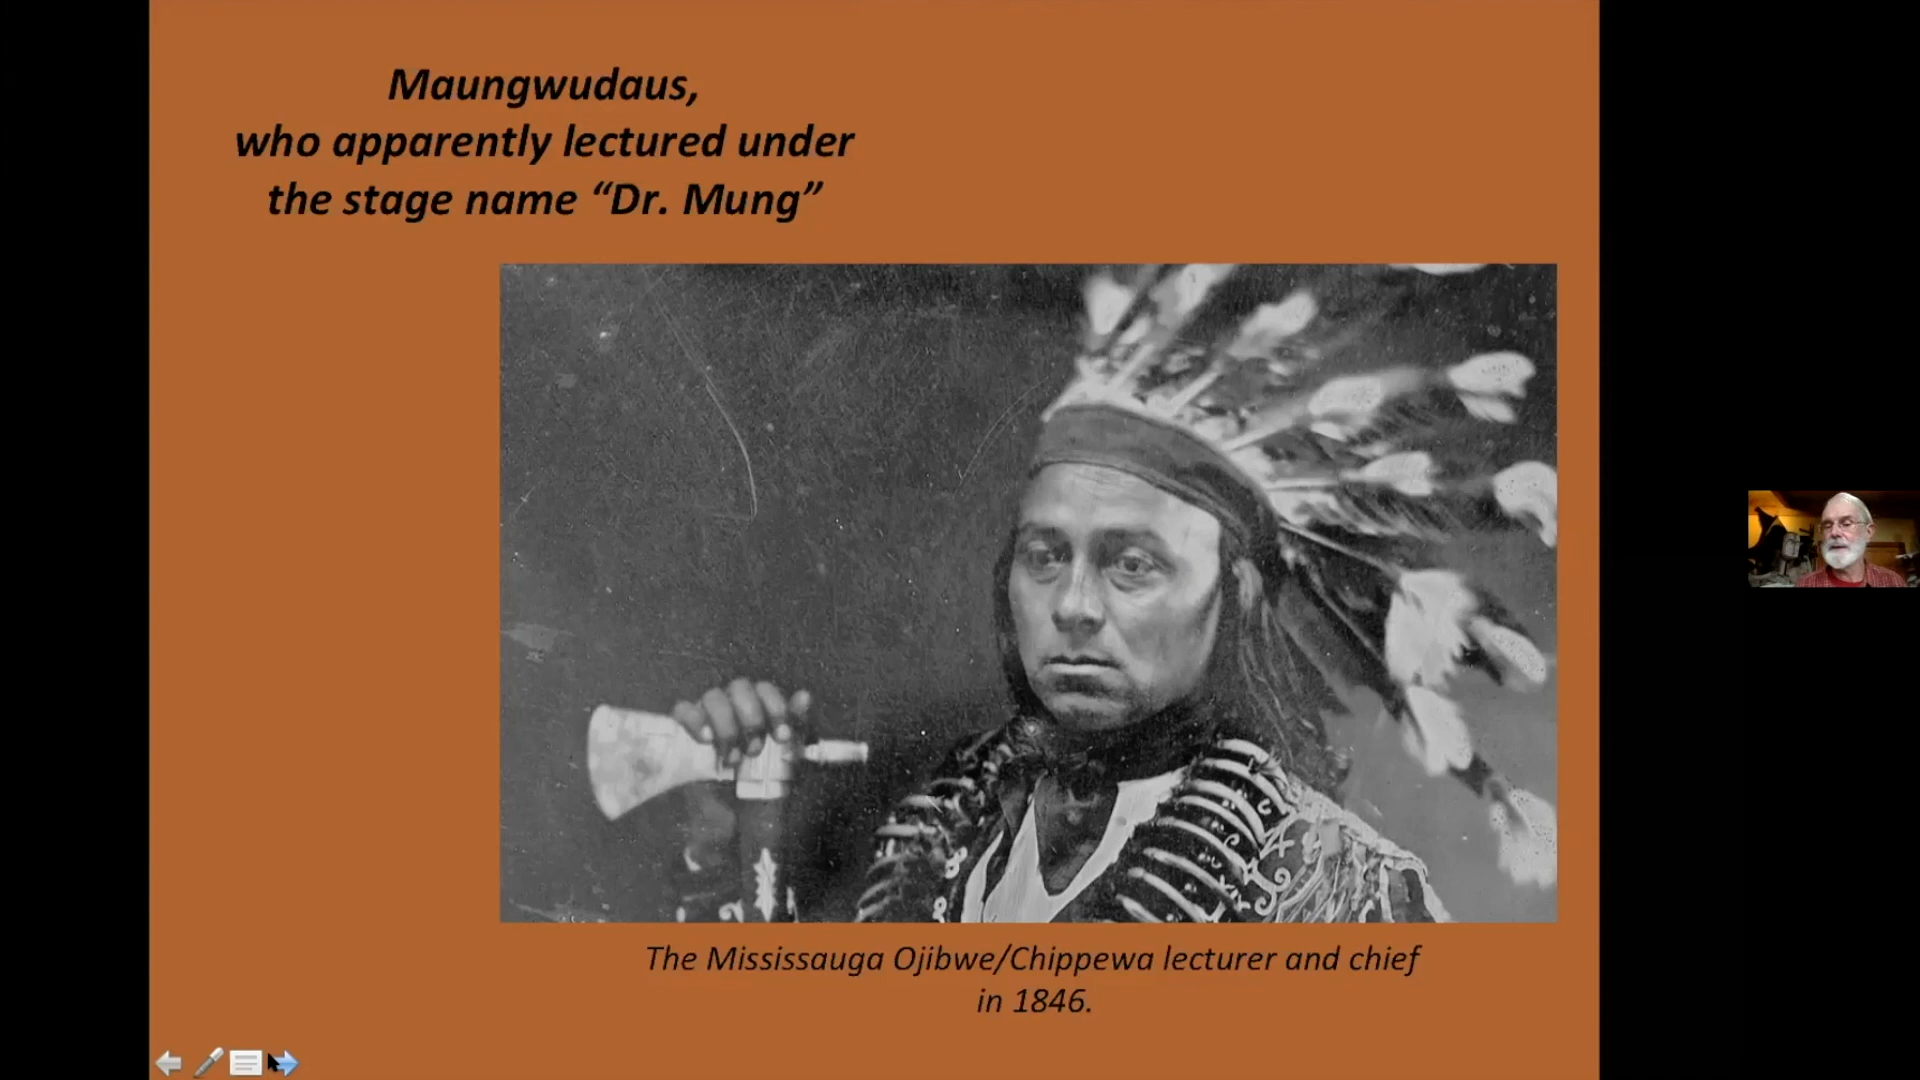 Maungwudaus,
who apparently lectured under
the stage name “Dr. Mung”
The Mississauga Ojibwe/Chippewa lecturer and chief
in 1846.